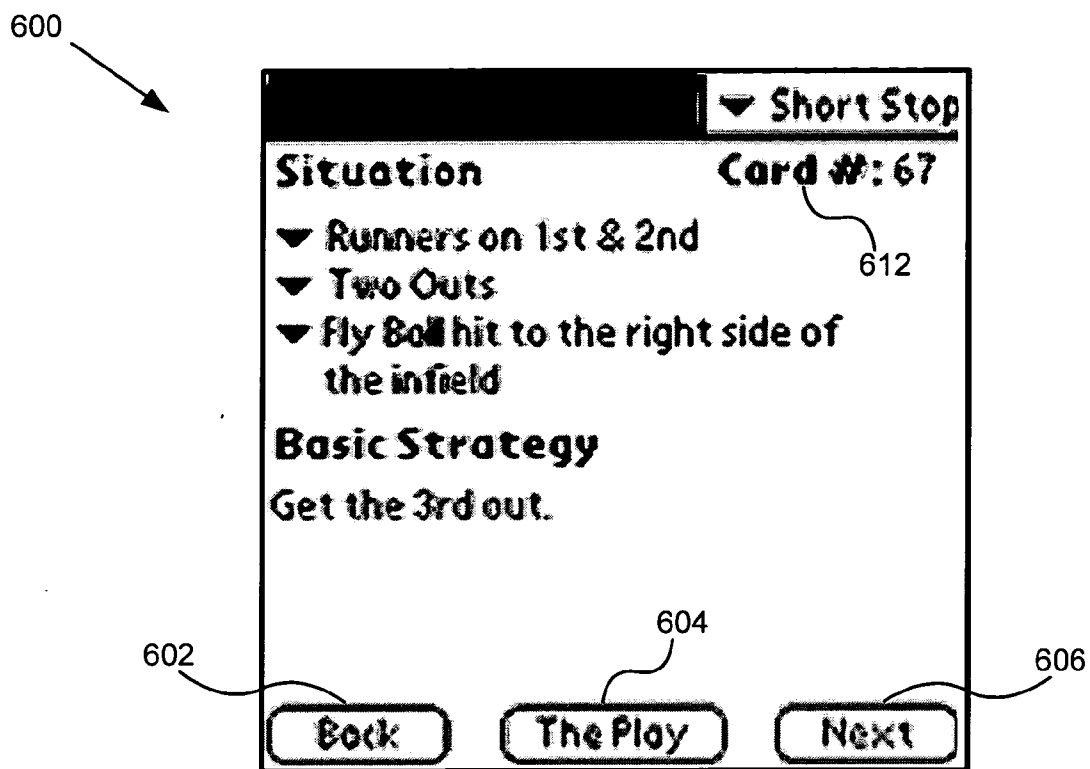 600
Short Stop
Situation Card #: 67
Runners on 1st & 2nd
612
Two Outs
Fly Ball hit to the right side of
the infield
Basic Strategy
Get the 3rd out.
604
602
606
Back The Play Next